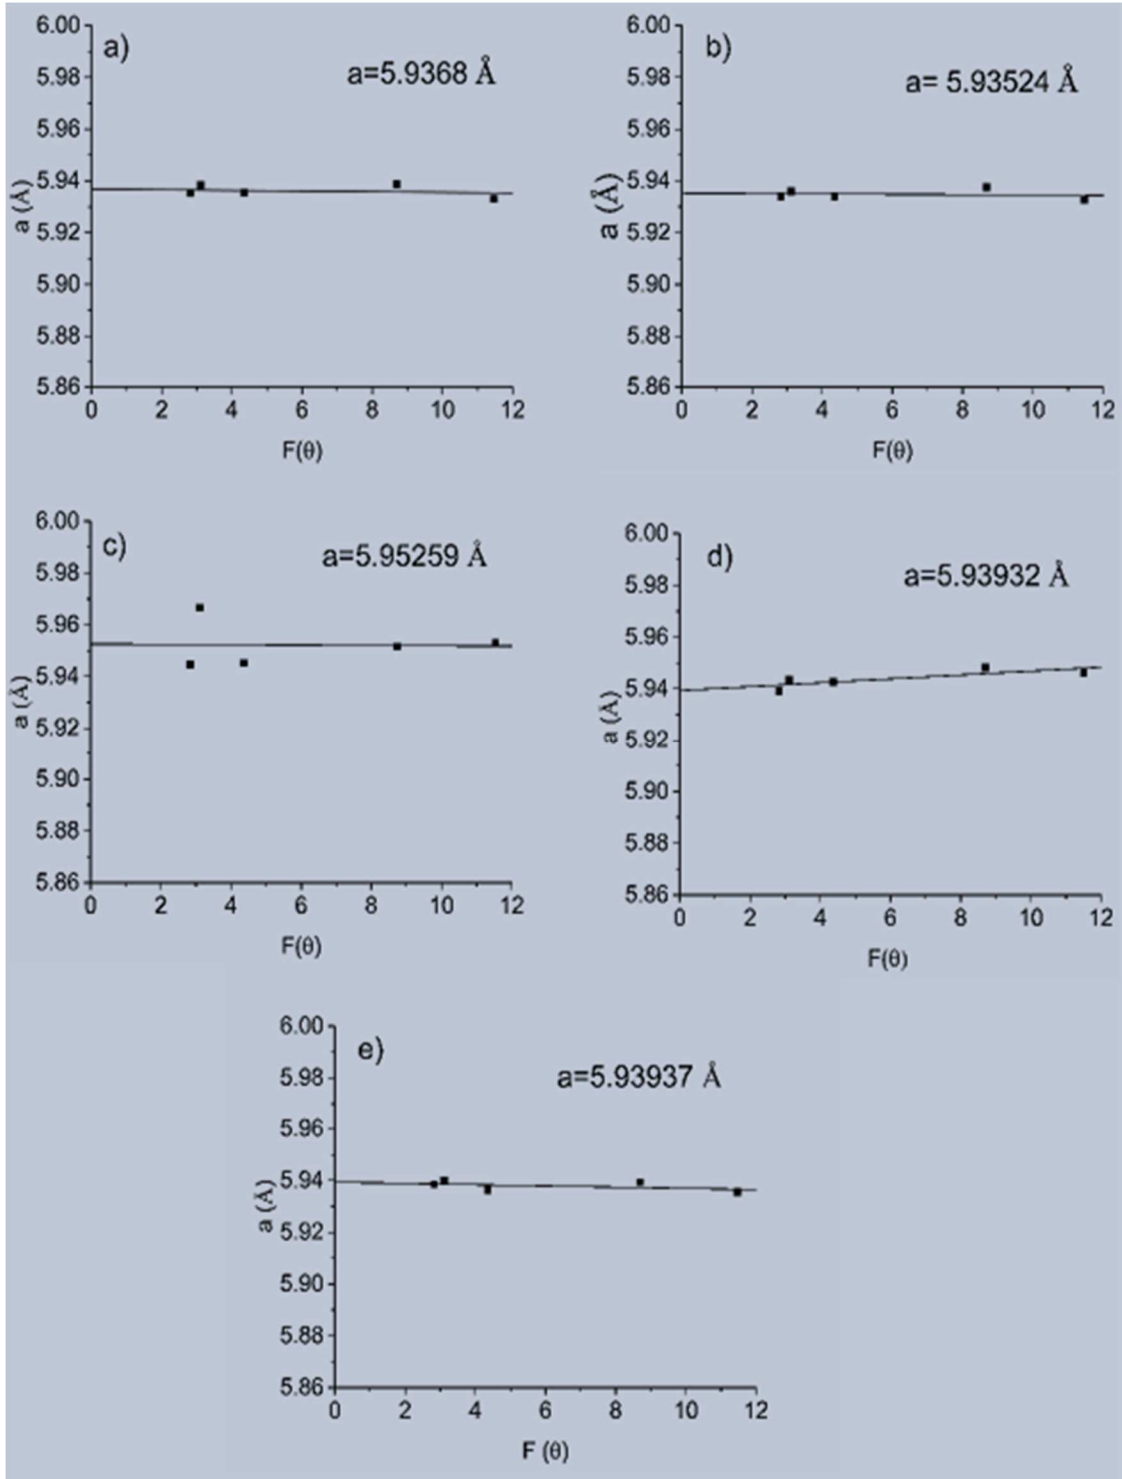 a)
a=5.9368 Å
6.00
5.98
5.96
5.94
5.92
5.90
5.88
5.86
a (Å)
0 2 4 6 8 10 12
F(θ)
b)
a= 5.93524 Å
6.00
5.98
5.96
5.94
5.92
5.90
5.88
5.86
a (Å)
0 2 4 6 8 10 12
F(θ)
c)
a=5.95259 Å
6.00
5.98
5.96
5.94
5.92
5.90
5.88
5.86
a (Å)
0 2 4 6 8 10 12
F(θ)
d)
a=5.93932 Å
6.00
5.98
5.96
5.94
5.92
5.90
5.88
5.86
a (Å)
0 2 4 6 8 10 12
F(θ)
e)
a=5.93937 Å
6.00
5.98
5.96
5.94
5.92
5.90
5.88
5.86
a (Å)
0 2 4 6 8 10 12
F (θ)